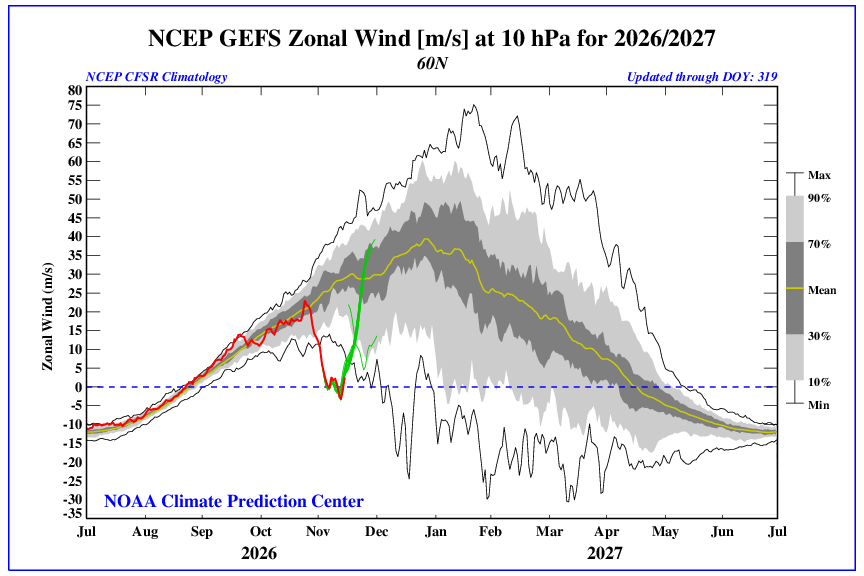 NCEP GEFS Zonal Wind [m/s] at 10 hPa for 2026/2027
60N
NCEP CFSR Climatology
Updated through DOY: 319
Zonal Wind (m/s)
80
75
70
65
60
55
50
45
40
35
30
25
20
15
10
5
0
-5
-10
-15
-20
-25
-30
-35
Max
90%
70%
Mean
30%
10%
Min
NOAA Climate Prediction Center
Jul Aug Sep Oct Nov Dec Jan Feb Mar Apr May Jun Jul
2026 2027